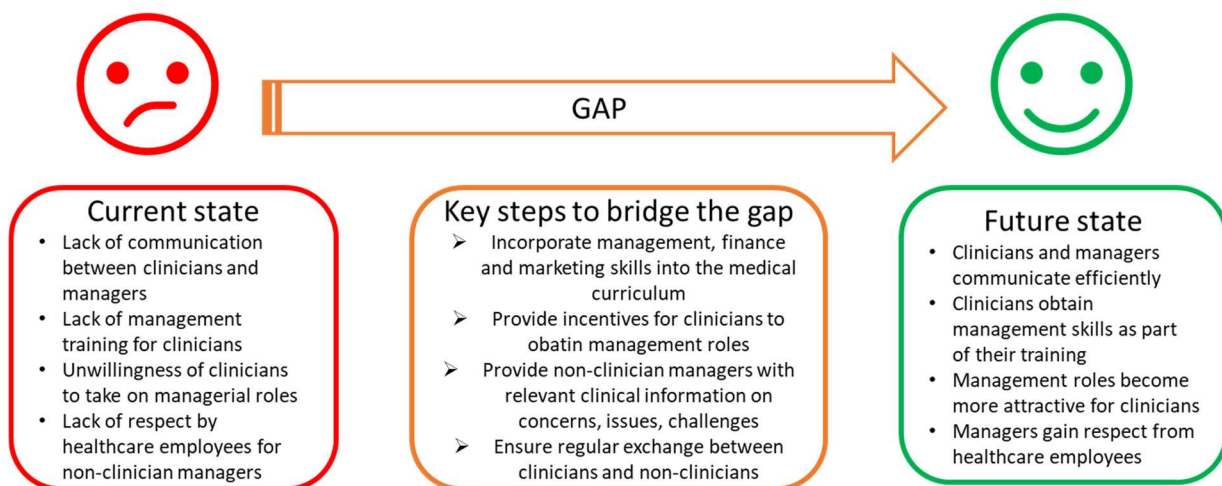 GAP
Current state
• Lack of communication
between clinicians and
managers
• Lack of management
training for clinicians
• Unwillingness of clinicians
to take on managerial roles
• Lack of respect by
healthcare employees for
non-clinician managers
Key steps to bridge the gap
➢ Incorporate management, finance
and marketing skills into the medical
curriculum
➢ Provide incentives for clinicians to
obatin management roles
➢ Provide non-clinician managers with
relevant clinical information on
concerns, issues, challenges
➢ Ensure regular exchange between
clinicians and non-clinicians
Future state
• Clinicians and managers
communicate efficiently
• Clinicians obtain
management skills as part
of their training
• Management roles become
more attractive for clinicians
• Managers gain respect from
healthcare employees